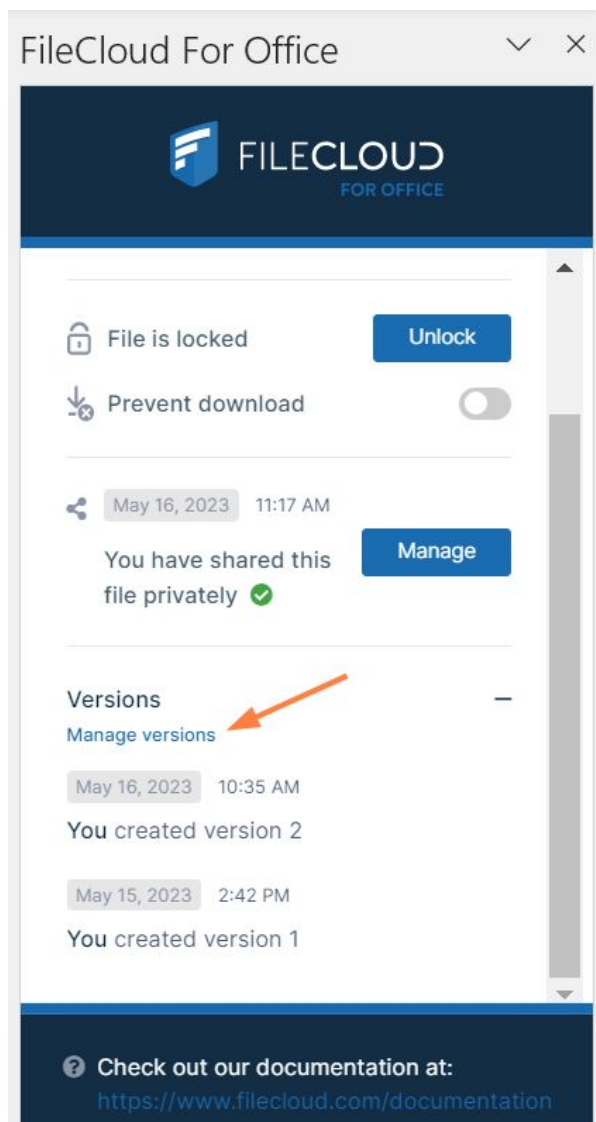 FileCloud For Office
FILECLOUD
FOR OFFICE
File is locked
Unlock
Prevent download
May 16, 2023 11:17 AM
You have shared this
file privately
Manage
Versions
Manage versions
May 16, 2023 10:35 AM
You created version 2
May 15, 2023 2:42 PM
You created version 1
Check out our documentation at:
https://www.filecloud.com/documentation